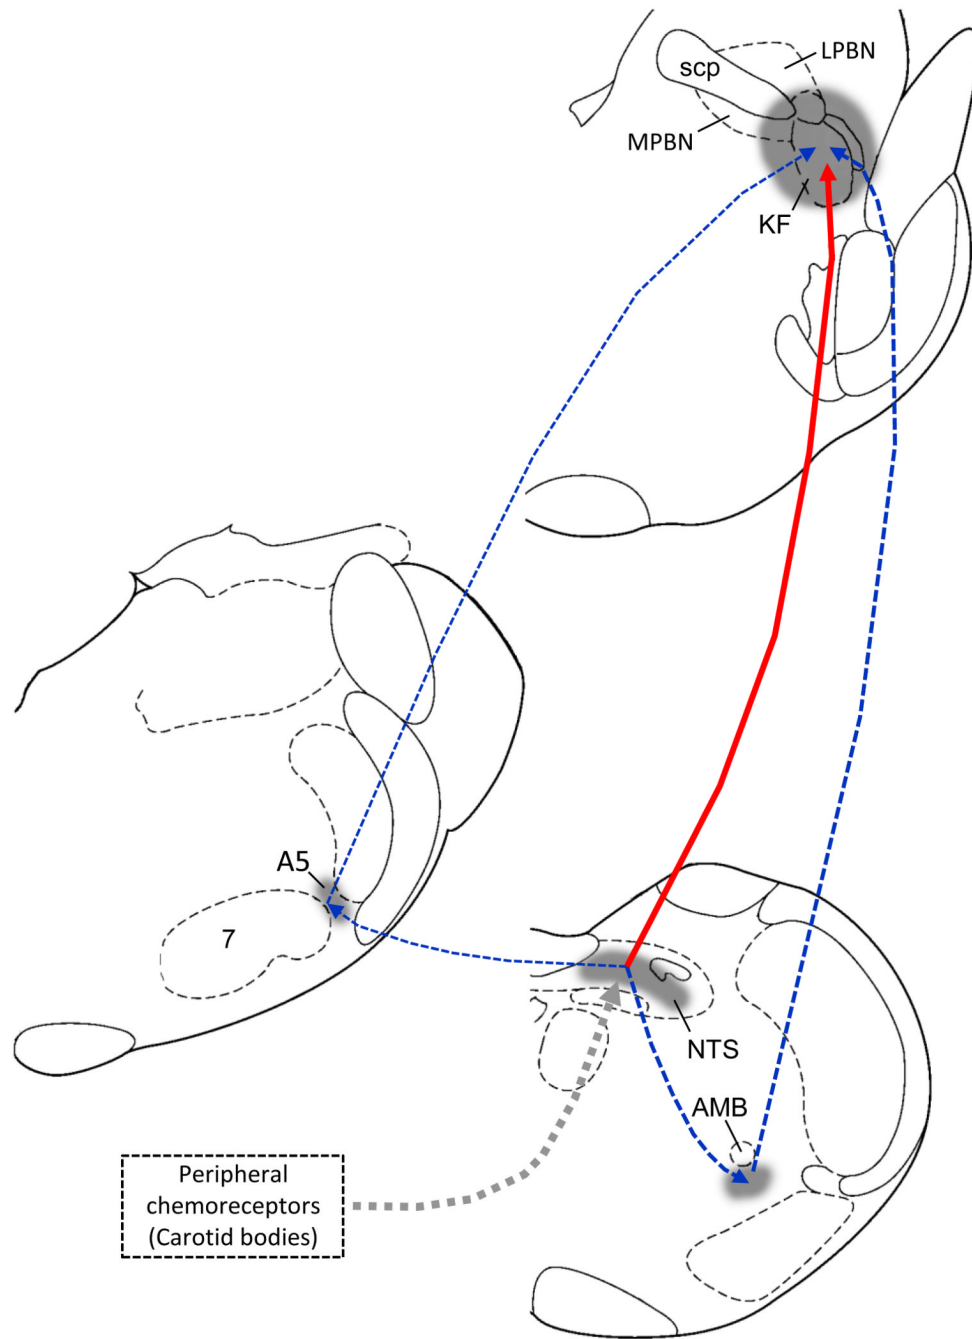 LPBN
scp
MPBN
KF
A5
7
NTS
AMB
Peripheral
chemoreceptors
(Carotid bodies)